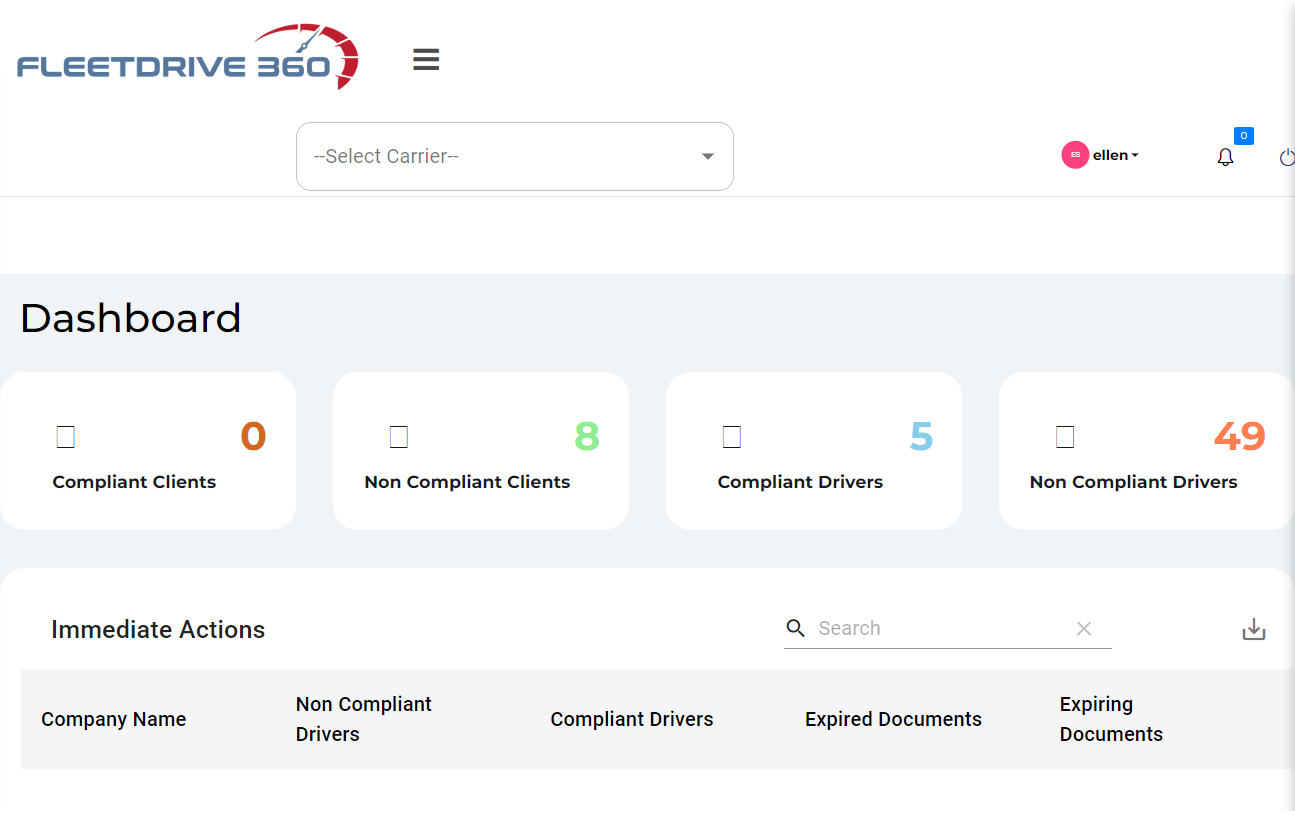 FLEETDRIVE 360
--Select Carrier--
EB
ellen
0
Dashboard
0
Compliant Clients
8
Non Compliant Clients
5
Compliant Drivers
49
Non Compliant Drivers
Immediate Actions
Search
Company Name
Non Compliant
Drivers
Compliant Drivers
Expired Documents
Expiring
Documents